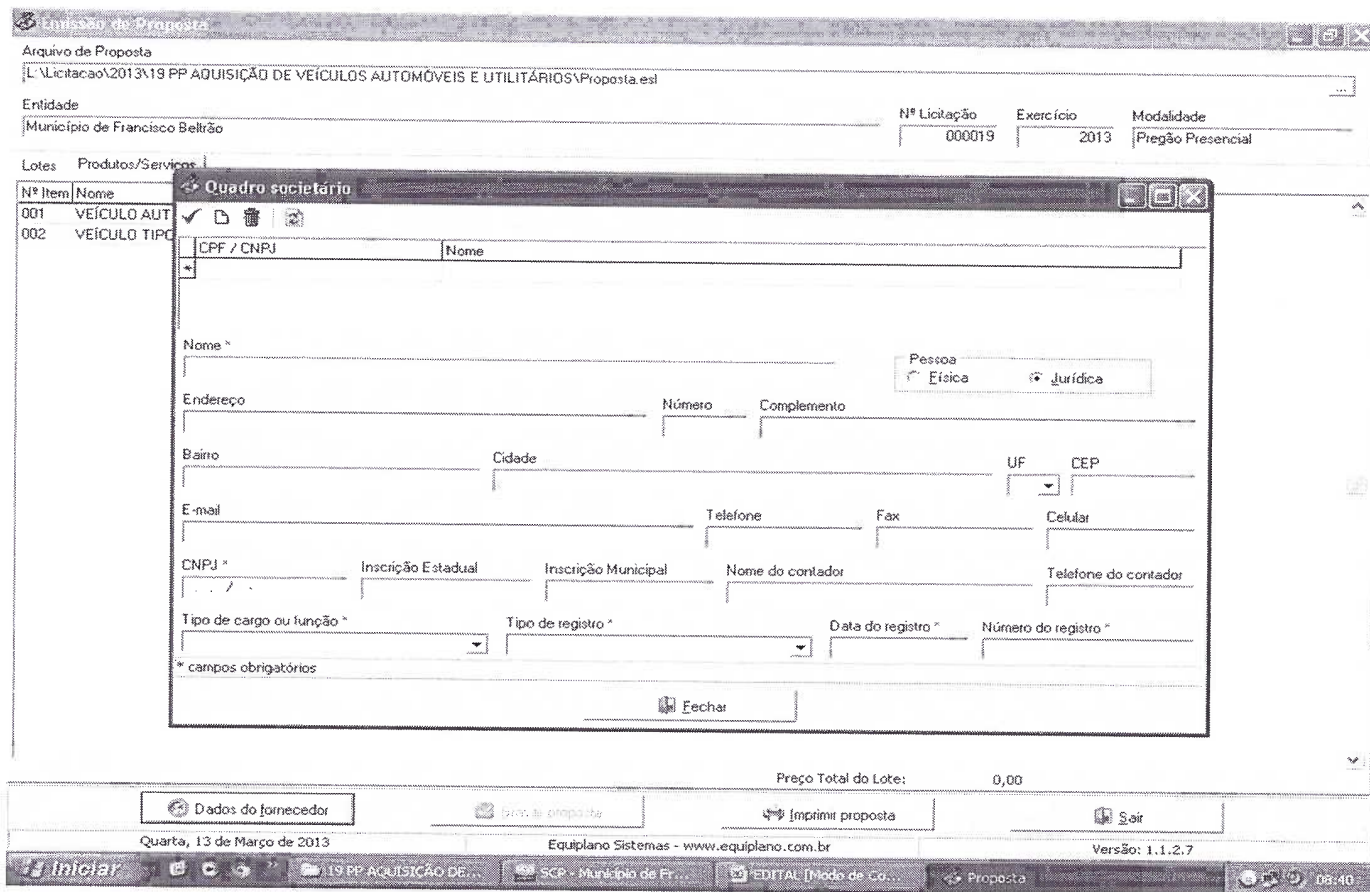 Emissão de Proposta
Arquivo de Proposta
L:\Licitacao\2013\19 PP AQUISIÇÃO DE VEÍCULOS AUTOMÓVEIS E UTILITÁRIOS\Proposta.esl
...
Entidade
Município de Francisco Beltrão
Nº Licitação
000019
Exercício
2013
Modalidade
Pregão Presencial
Lotes Produtos/Serviços
Nº Item Nome
001 VEÍCULO AUT
002 VEÍCULO TIPO
Quadro societário
CPF / CNPJ Nome
*
Nome *
Pessoa
Física Jurídica
Endereço Número Complemento
Bairro Cidade UF CEP
E-mail Telefone Fax Celular
CNPJ * Inscrição Estadual Inscrição Municipal Nome do contador Telefone do contador
. . / -
Tipo de cargo ou função * Tipo de registro * Data do registro * Número do registro *
* campos obrigatórios
Fechar
Preço Total do Lote: 0,00
Dados do fornecedor Gravar proposta Imprimir proposta Sair
Quarta, 13 de Março de 2013 Equiplano Sistemas - www.equiplano.com.br Versão: 1.1.2.7
Iniciar 19 PP AQUISIÇÃO DE... SCP - Município de Fr... EDITAL [Modo de Co... Proposta 08:40